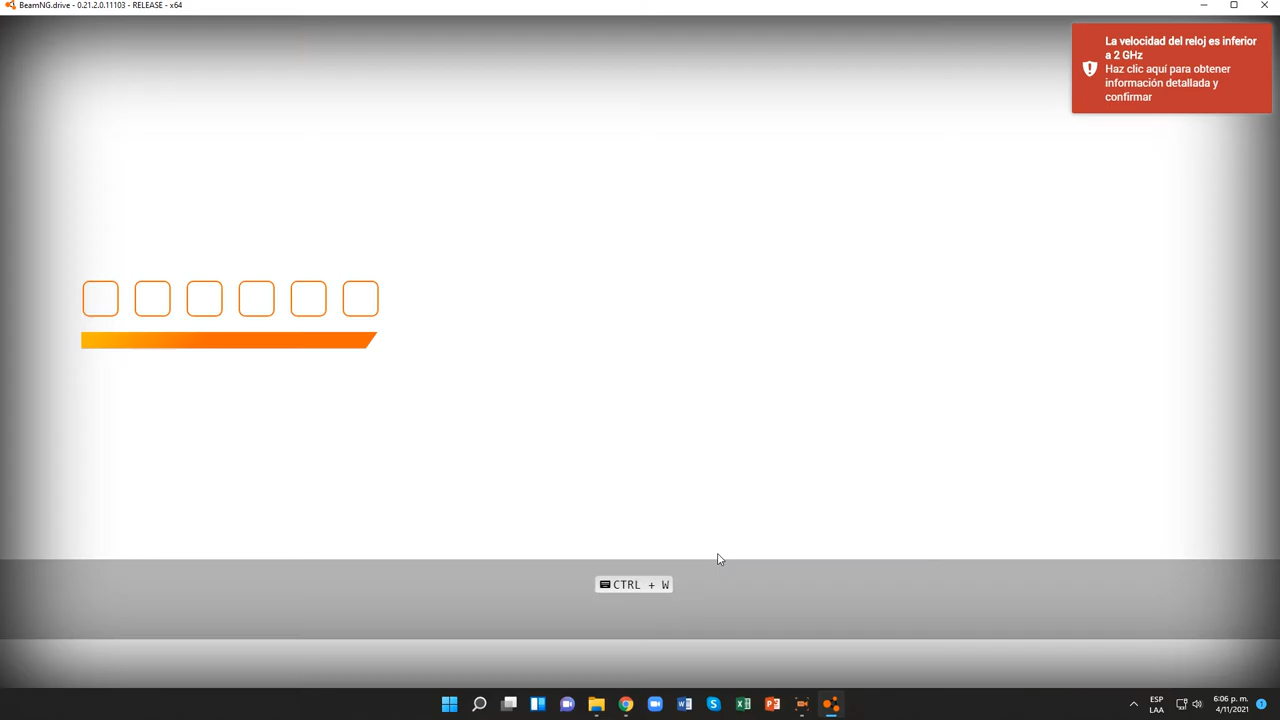 BeamNG.drive - 0.21.2.0.11103 - RELEASE - x64
La velocidad del reloj es inferior
a 2 GHz
Haz clic aquí para obtener
información detallada y
confirmar
CTRL + W
ESP
LAA
6:06 p. m.
4/11/2021
1